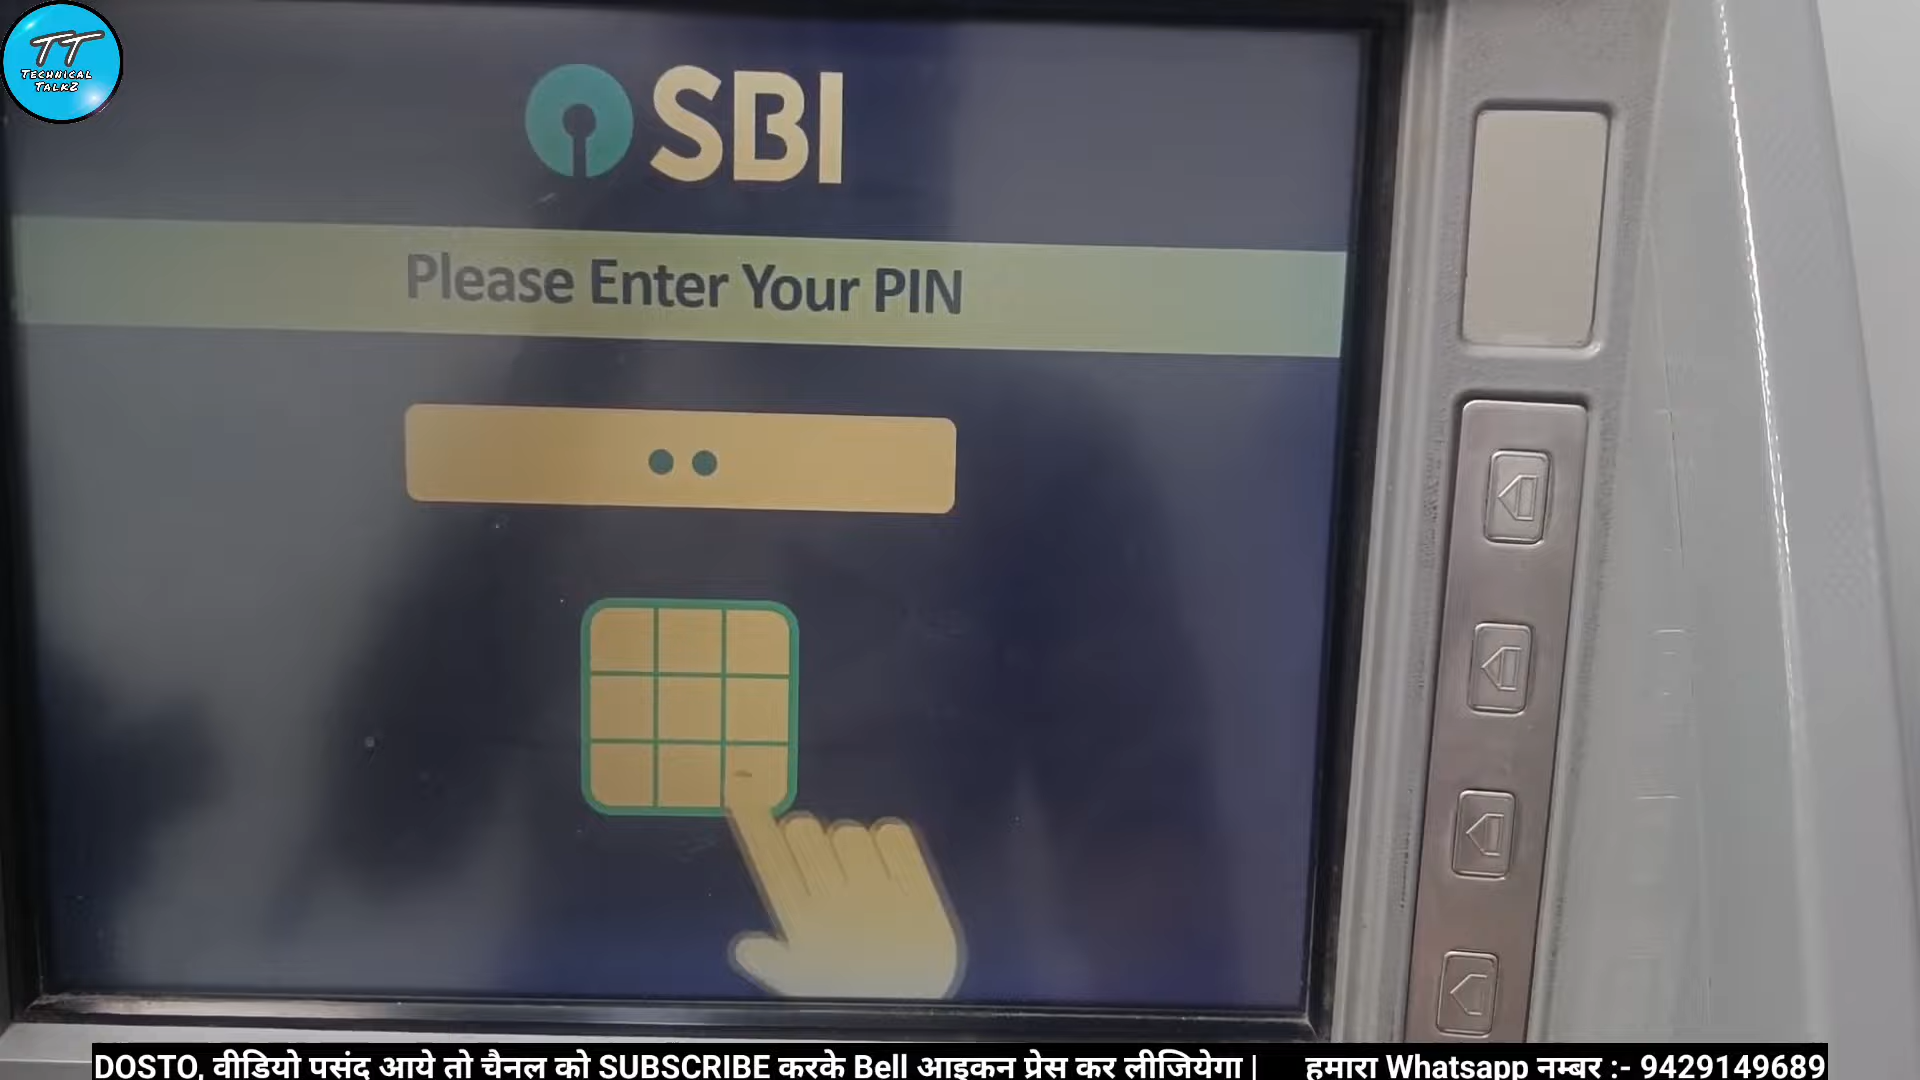 TT
TECHNICAL
TALKZ
SBI
Please Enter Your PIN
DOSTO, वीडियो पसंद आये तो चैनल को SUBSCRIBE करके Bell आइकन प्रेस कर लीजियेगा | हमारा Whatsapp नम्बर :- 9429149689